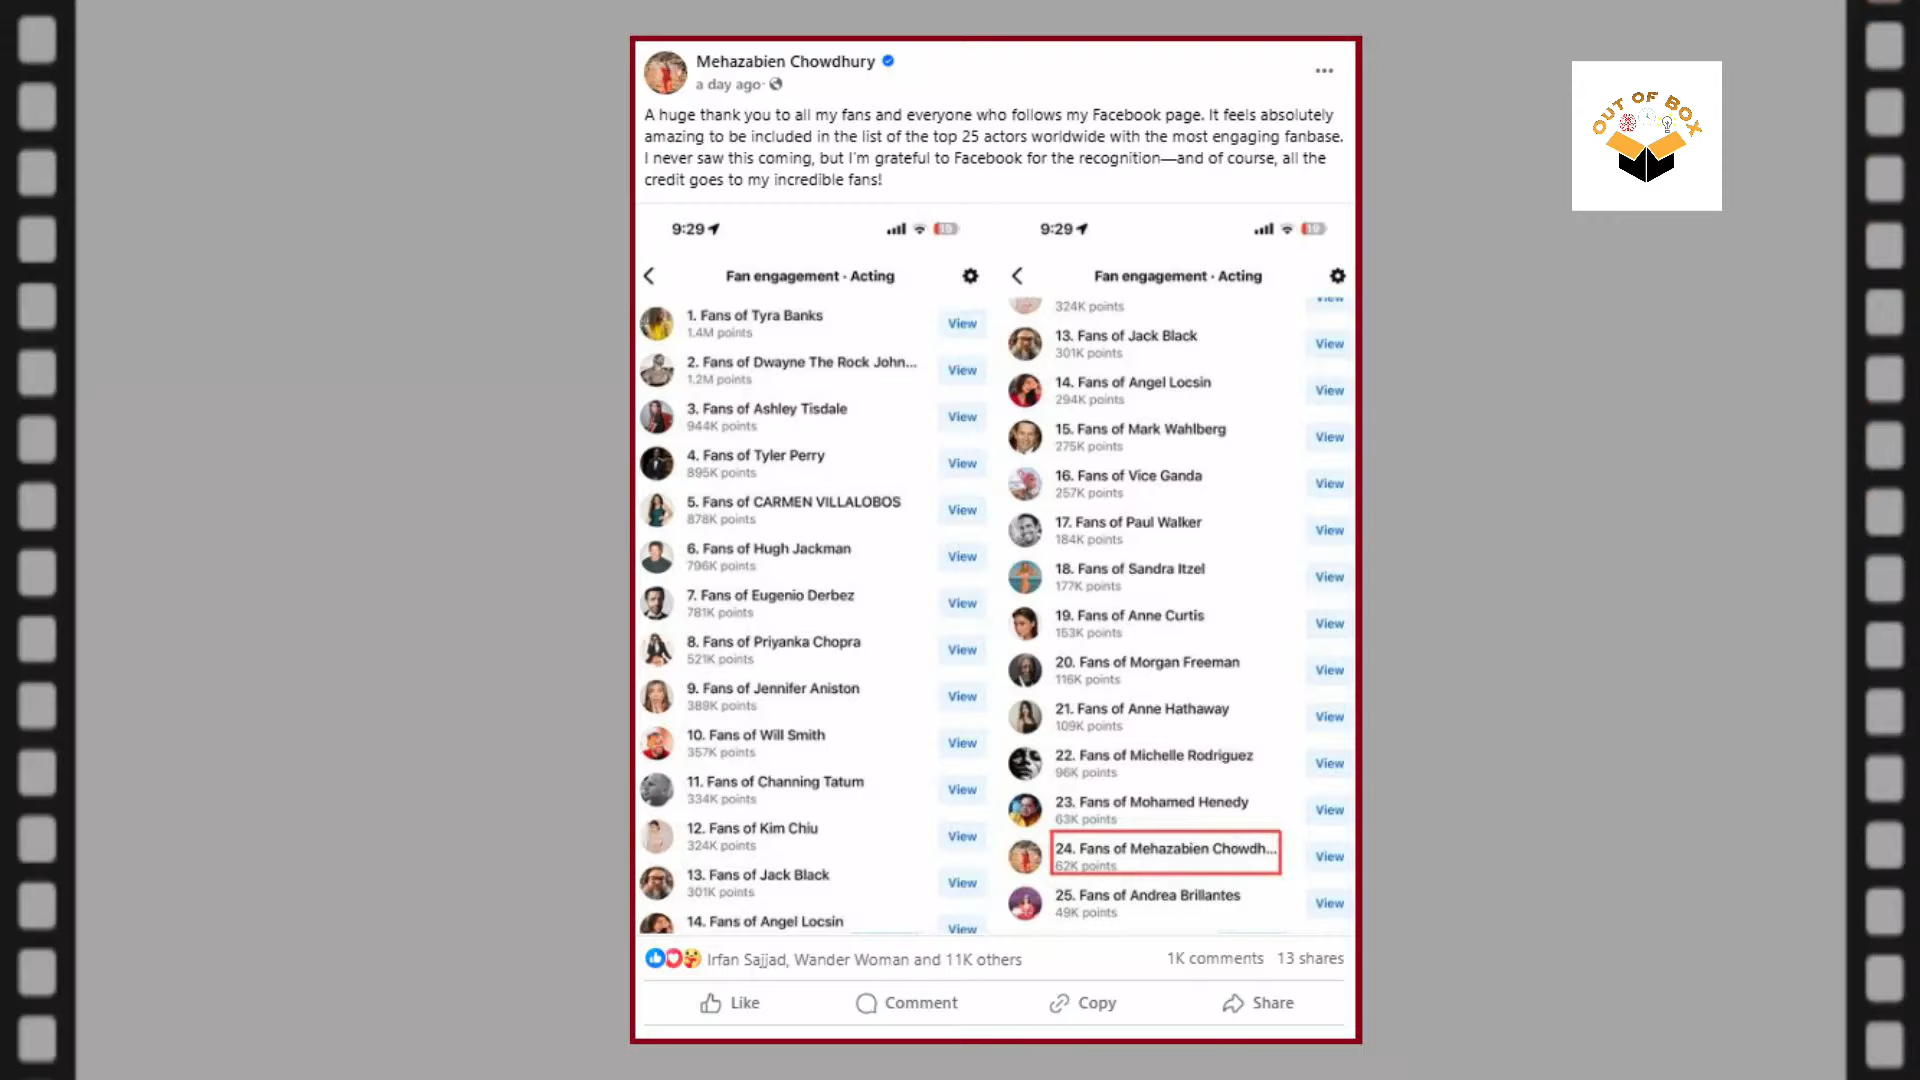 Mehazabien Chowdhury
a day ago·
A huge thank you to all my fans and everyone who follows my Facebook page. It feels absolutely
amazing to be included in the list of the top 25 actors worldwide with the most engaging fanbase.
I never saw this coming, but I'm grateful to Facebook for the recognition—and of course, all the
credit goes to my incredible fans!
9:29
19
Fan engagement · Acting
1. Fans of Tyra Banks
1.4M points
View
2. Fans of Dwayne The Rock John...
1.2M points
View
3. Fans of Ashley Tisdale
944K points
View
4. Fans of Tyler Perry
895K points
View
5. Fans of CARMEN VILLALOBOS
878K points
View
6. Fans of Hugh Jackman
796K points
View
7. Fans of Eugenio Derbez
781K points
View
8. Fans of Priyanka Chopra
521K points
View
9. Fans of Jennifer Aniston
389K points
View
10. Fans of Will Smith
357K points
View
11. Fans of Channing Tatum
334K points
View
12. Fans of Kim Chiu
324K points
View
13. Fans of Jack Black
301K points
View
14. Fans of Angel Locsin
View
9:29
19
Fan engagement · Acting
324K points
View
13. Fans of Jack Black
301K points
View
14. Fans of Angel Locsin
294K points
View
15. Fans of Mark Wahlberg
275K points
View
16. Fans of Vice Ganda
257K points
View
17. Fans of Paul Walker
184K points
View
18. Fans of Sandra Itzel
177K points
View
19. Fans of Anne Curtis
153K points
View
20. Fans of Morgan Freeman
116K points
View
21. Fans of Anne Hathaway
109K points
View
22. Fans of Michelle Rodriguez
96K points
View
23. Fans of Mohamed Henedy
63K points
View
24. Fans of Mehazabien Chowdh...
62K points
View
25. Fans of Andrea Brillantes
49K points
View
Irfan Sajjad, Wander Woman and 11K others
1K comments 13 shares
Like
Comment
Copy
Share
OUT OF BOX